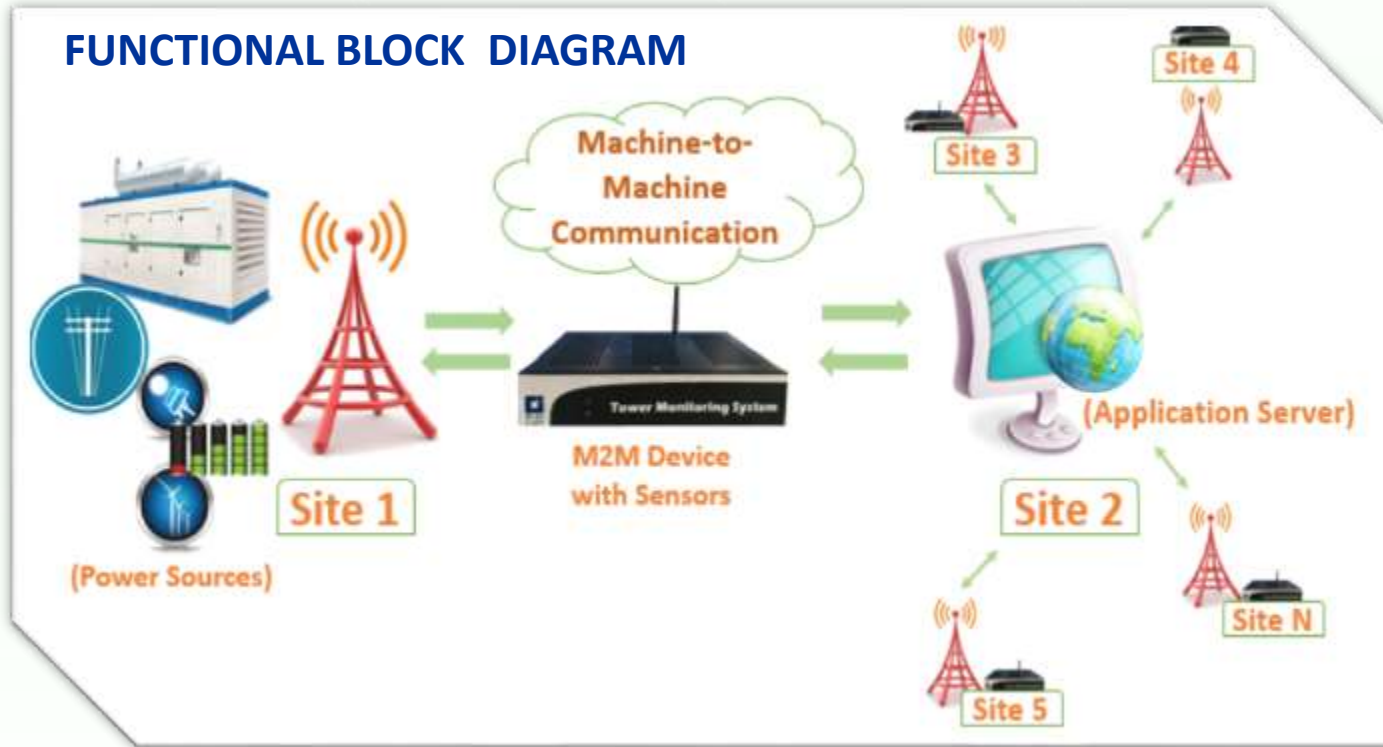 FUNCTIONAL BLOCK DIAGRAM
Machine-to-
Machine
Communication
Site 3
Site 4
Tower Monitoring System
M2M Device
with Sensors
(Application Server)
Site 1
Site 2
(Power Sources)
Site N
Site 5